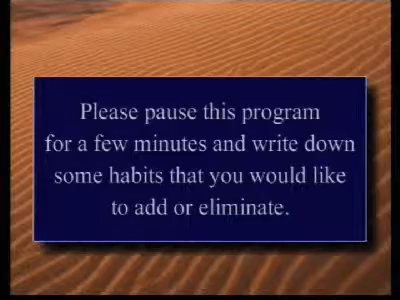 Please pause this program
for a few minutes and write down
some habits that you would like
to add or eliminate.